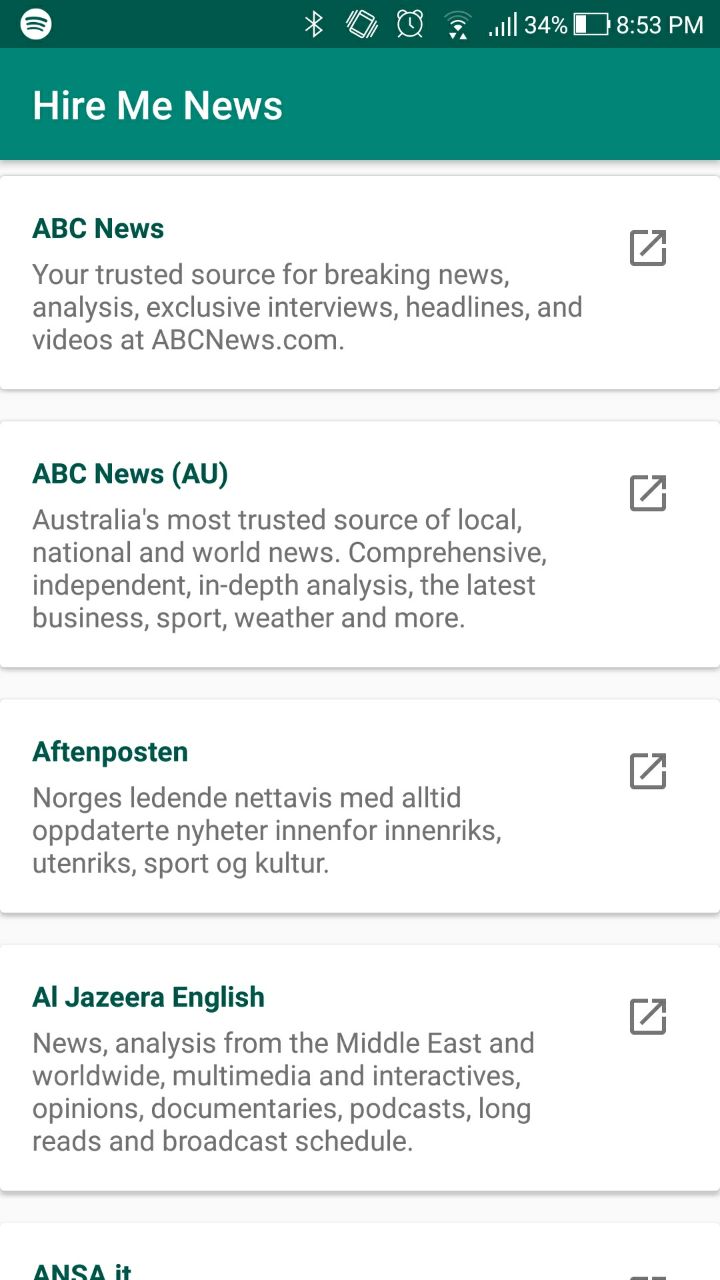 34% 8:53 PM
Hire Me News
ABC News
Your trusted source for breaking news,
analysis, exclusive interviews, headlines, and
videos at ABCNews.com.
ABC News (AU)
Australia's most trusted source of local,
national and world news. Comprehensive,
independent, in-depth analysis, the latest
business, sport, weather and more.
Aftenposten
Norges ledende nettavis med alltid
oppdaterte nyheter innenfor innenriks,
utenriks, sport og kultur.
Al Jazeera English
News, analysis from the Middle East and
worldwide, multimedia and interactives,
opinions, documentaries, podcasts, long
reads and broadcast schedule.
ANSA.it